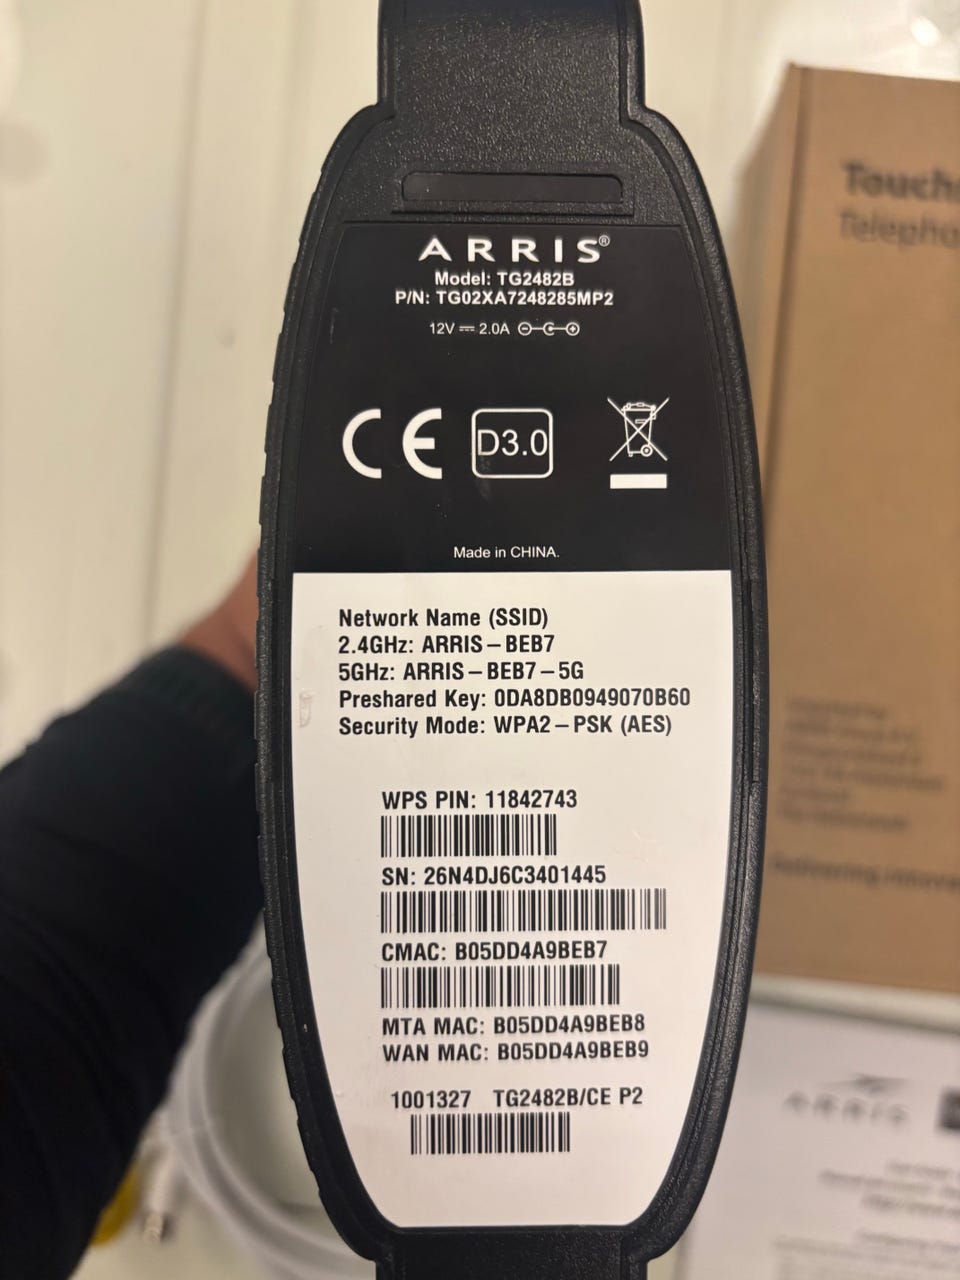 ARRIS®
Model: TG2482B
P/N: TG02XA7248285MP2
12V ⎓ 2.0A
CE
D3.0
Made in CHINA.
Network Name (SSID)
2.4GHz: ARRIS-BEB7
5GHz: ARRIS-BEB7-5G
Preshared Key: 0DA8DB0949070B60
Security Mode: WPA2-PSK (AES)
WPS PIN: 11842743
SN: 26N4DJ6C3401445
CMAC: B05DD4A9BEB7
MTA MAC: B05DD4A9BEB8
WAN MAC: B05DD4A9BEB9
1001327 TG2482B/CE P2
Telepho
ARRIS